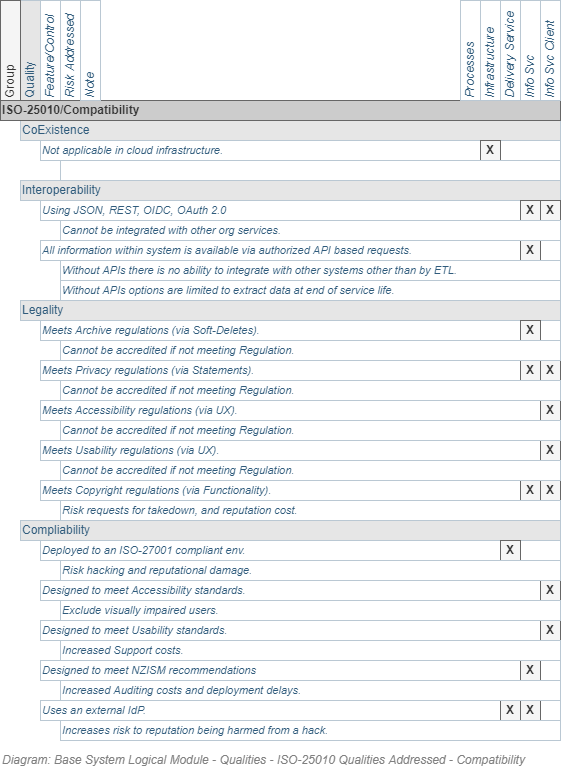 Group
Quality
Feature/Control
Risk Addressed
Note
Processes
Infrastructure
Delivery Service
Info Svc
Info Svc Client
ISO-25010/Compatibility
CoExistence
Not applicable in cloud infrastructure. X
Interoperability
Using JSON, REST, OIDC, OAuth 2.0 X X
Cannot be integrated with other org services.
All information within system is available via authorized API based requests. X
Without APIs there is no ability to integrate with other systems other than by ETL.
Without APIs options are limited to extract data at end of service life.
Legality
Meets Archive regulations (via Soft-Deletes). X
Cannot be accredited if not meeting Regulation.
Meets Privacy regulations (via Statements). X X
Cannot be accredited if not meeting Regulation.
Meets Accessibility regulations (via UX). X
Cannot be accredited if not meeting Regulation.
Meets Usability regulations (via UX). X
Cannot be accredited if not meeting Regulation.
Meets Copyright regulations (via Functionality). X X
Risk requests for takedown, and reputation cost.
Compliability
Deployed to an ISO-27001 compliant env. X
Risk hacking and reputational damage.
Designed to meet Accessibility standards. X
Exclude visually impaired users.
Designed to meet Usability standards. X
Increased Support costs.
Designed to meet NZISM recommendations X
Increased Auditing costs and deployment delays.
Uses an external IdP. X X
Increases risk to reputation being harmed from a hack.
Diagram: Base System Logical Module - Qualities - ISO-25010 Qualities Addressed - Compatibility